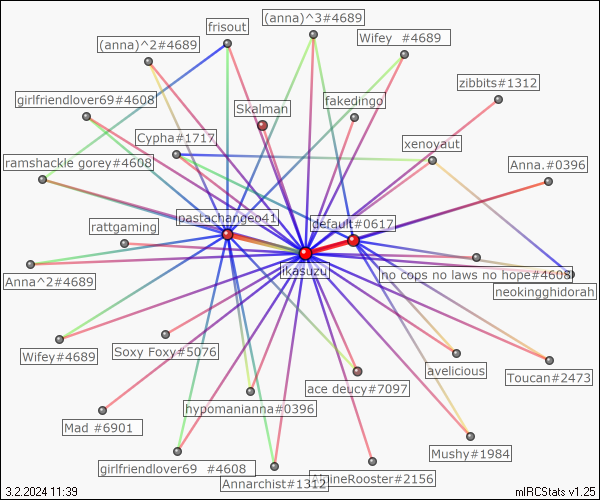 frisout
(anna)^3#4689
(anna)^2#4689
Wifey  #4689
zibbits#1312
girlfriendlover69#4608
Skalman
fakedingo
Cypha#1717
xenoyaut
ramshackle gorey#4608
Anna.#0396
pastachangeo41
default#0617
rattgaming
ikasuzu
no cops no laws n hope#4608
Anna^2#4689
neokingghidorah
Wifey#4689
Soxy Foxy#5076
avelicious
Toucan#2473
ace deucy#7097
hypomanianna#0396
Mad  #6901
Mushy#1984
girlfriendlover69  #4608
Annarchist#1312
AlpineRooster#2156
3.2.2024 11:39
mIRCStats v1.25